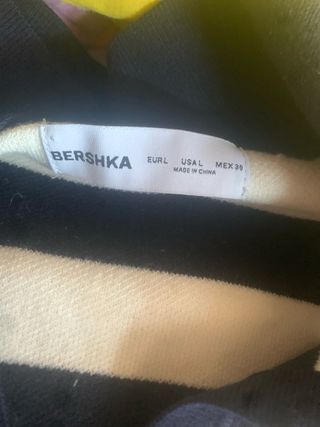 BERSHKA EUR L USA L MEX 30
MADE IN CHINA